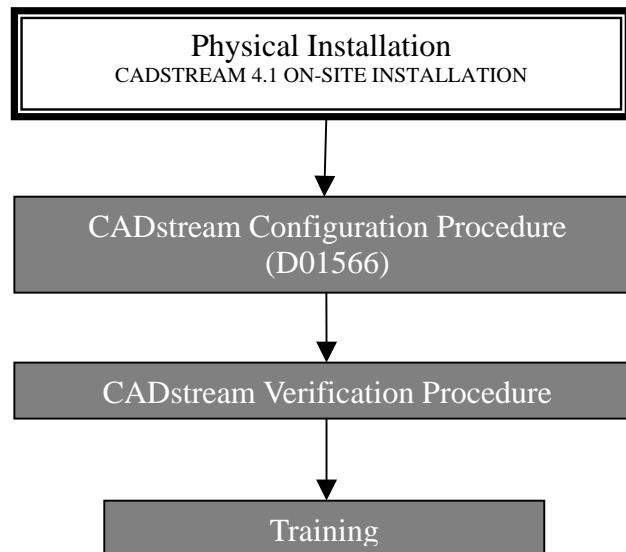 Physical Installation
CADSTREAM 4.1 ON-SITE INSTALLATION
CADstream Configuration Procedure
(D01566)
CADstream Verification Procedure
Training